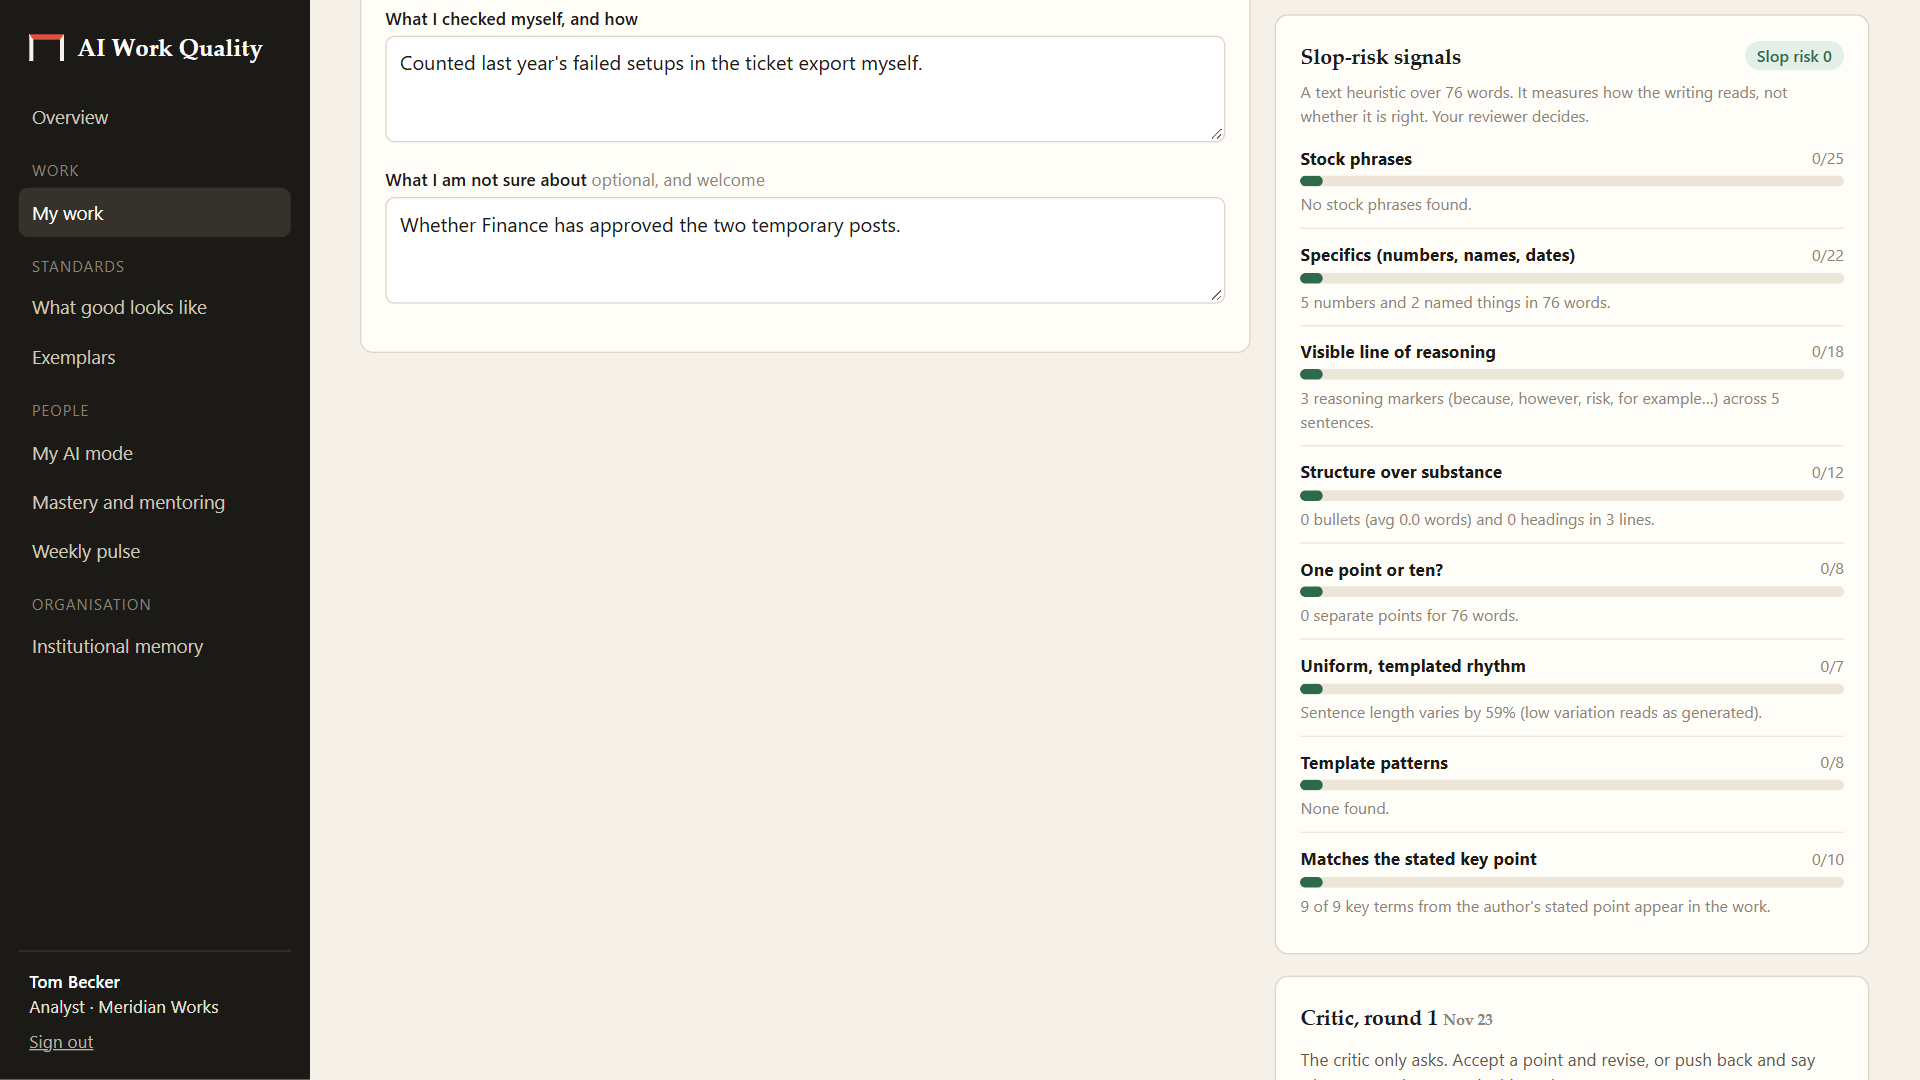 AI Work Quality
Overview
WORK
My work
STANDARDS
What good looks like
Exemplars
PEOPLE
My AI mode
Mastery and mentoring
Weekly pulse
ORGANISATION
Institutional memory
Tom Becker
Analyst · Meridian Works
Sign out
What I checked myself, and how
Counted last year's failed setups in the ticket export myself.
What I am not sure about optional, and welcome
Whether Finance has approved the two temporary posts.
Slop-risk signals
Slop risk 0
A text heuristic over 76 words. It measures how the writing reads, not
whether it is right. Your reviewer decides.
Stock phrases 0/25
No stock phrases found.
Specifics (numbers, names, dates) 0/22
5 numbers and 2 named things in 76 words.
Visible line of reasoning 0/18
3 reasoning markers (because, however, risk, for example...) across 5
sentences.
Structure over substance 0/12
0 bullets (avg 0.0 words) and 0 headings in 3 lines.
One point or ten? 0/8
0 separate points for 76 words.
Uniform, templated rhythm 0/7
Sentence length varies by 59% (low variation reads as generated).
Template patterns 0/8
None found.
Matches the stated key point 0/10
9 of 9 key terms from the author's stated point appear in the work.
Critic, round 1 Nov 23
The critic only asks. Accept a point and revise, or push back and say